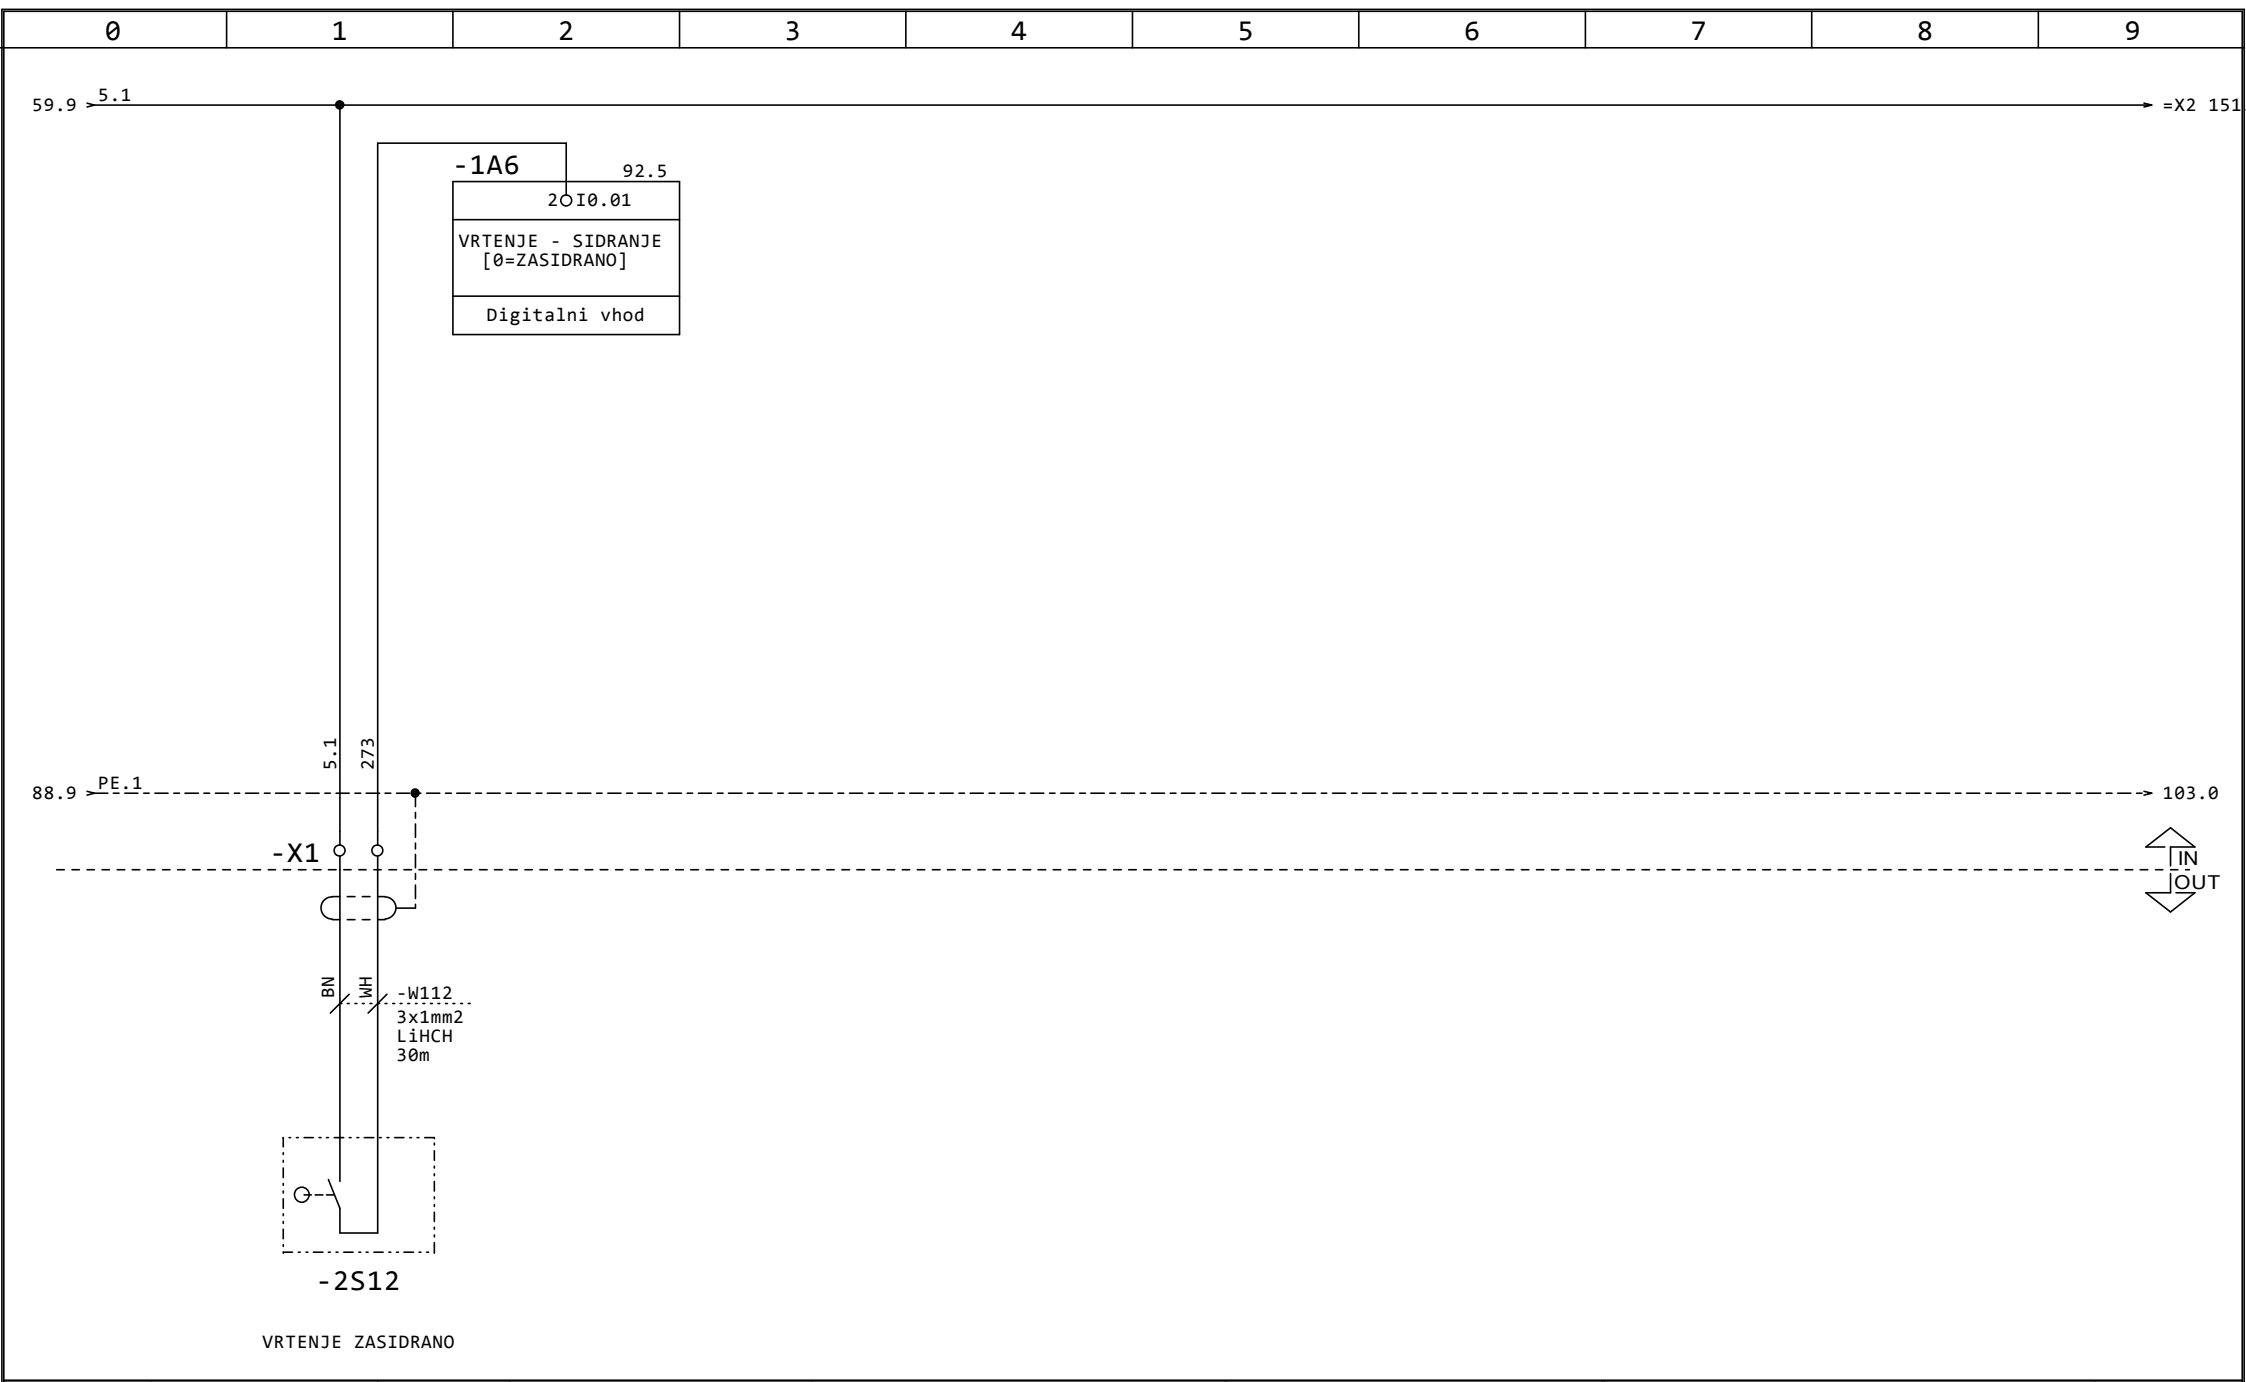 0 1 2 3 4 5 6 7 8 9
59.9 5.1 =X2 151
-1A6 92.5
2 I0.01
VRTENJE - SIDRANJE
[0=ZASIDRANO]
Digitalni vhod
5.1 273
88.9 PE.1 103.0
-X1
IN
OUT
BN WH -W112
3x1mm2
LiHCH
30m
-2S12
VRTENJE ZASIDRANO